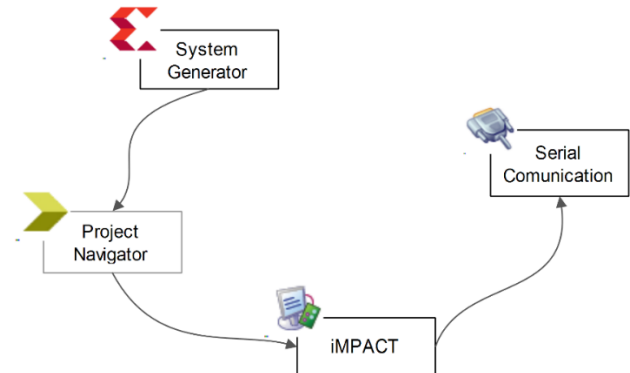 System
Generator
Serial
Comunication
Project
Navigator
iMPACT